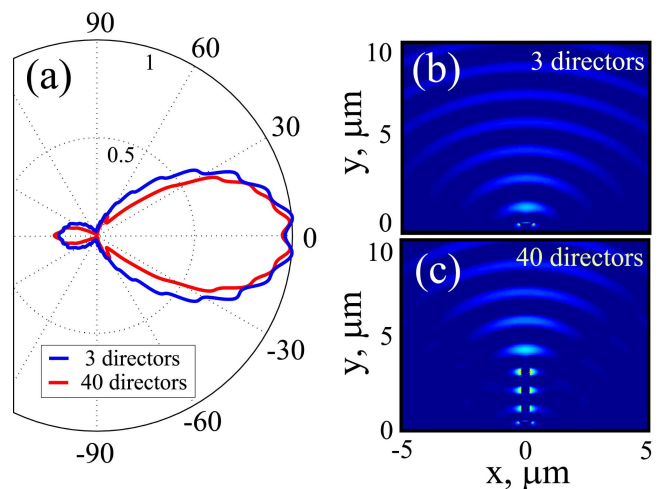 (a)
90
60
30
0
-30
-60
-90
1
0.5
3 directors
40 directors
(b)
3 directors
y, μm
10
5
0
(c)
40 directors
y, μm
10
5
0
-5
0
5
x, μm